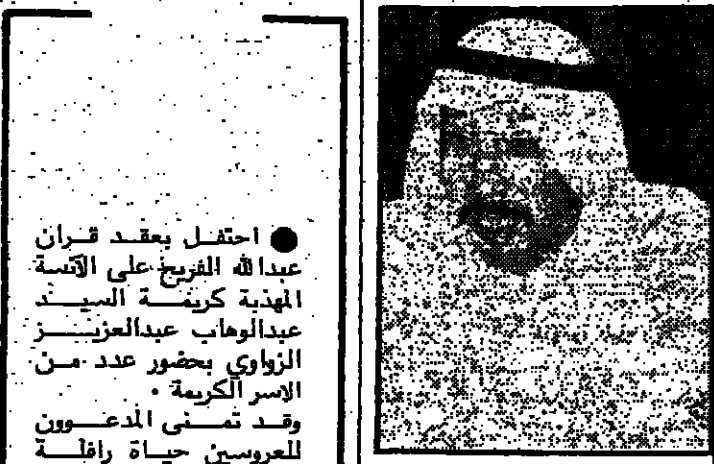 ● احتفل بعقد قران
عبدالله الفريح على الآنسة
المهذبة كريمة السيد
عبدالوهاب عبدالعزيز
الزواوي بحضور عدد من
الاسر الكريمة .
وقد تمنى المدعوون
للعروسين حياة رافلة